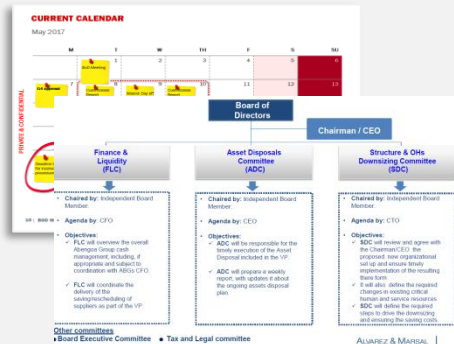 CURRENT CALENDAR
May 2017
M T W TH F S SU
1 2 3 4 5 6
7 8 9 10 11 12 13
PRIVATE & CONFIDENTIAL
Board of
Directors
Chairman / CEO
Finance &
Liquidity
(FLC)
• Chaired by: Independent Board
Member.
• Agenda by: CFO
• Objectives:
✓ FLC will overview the overall
Abengoa Group cash
management, including, if
appropriate and subject to
coordination with ABGs CFO.
✓ FLC will coordinate the
delivery of the
saving/rescheduling of
suppliers as part of the VP.
Asset Disposals
Committee
(ADC)
• Chaired by: Independent Board
Member.
• Agenda by: CEO
• Objectives:
✓ ADC will be responsible for the
timely execution of the Asset
Disposal included in the VP.
✓ ADC will prepare a weekly
report, with updates about
the ongoing assets disposal
plan
Structure & OHs
Downsizing Committee
(SDC)
• Chaired by: Independent Board
Member.
• Agenda by: CTO
• Objectives:
✓ SDC will review and agree
with the Chairman/CEO the
proposed new organizational
set up and ensure timely
implementation of the resulting
there form
✓ It will also define the required
changes in existing critical
human and service resources
✓ SDC will define the required
steps to drive the downsizing
and ensuring the saving costs.
Other committees
▪ Board Executive Committee ▪ Tax and Legal committee
ALVAREZ & MARSAL